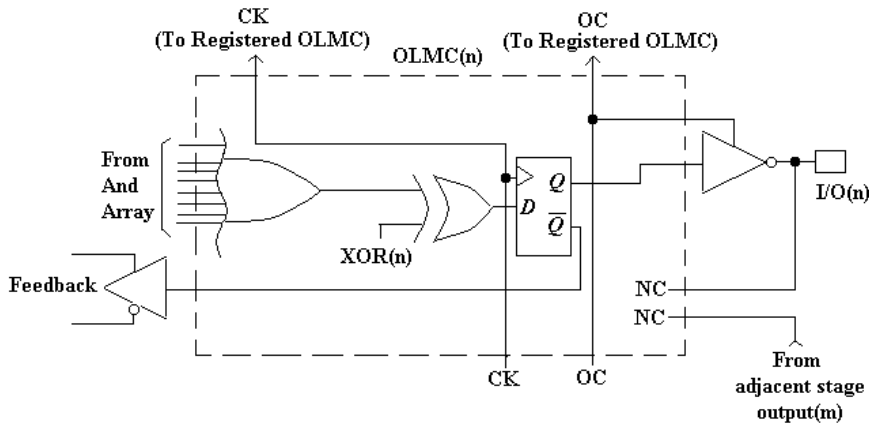 CK
(To Registered OLMC)
OC
(To Registered OLMC)
OLMC(n)
From
And
Array
Q
D
Q̅
I/O(n)
XOR(n)
Feedback
NC
NC
CK
OC
From
adjacent stage
output(m)